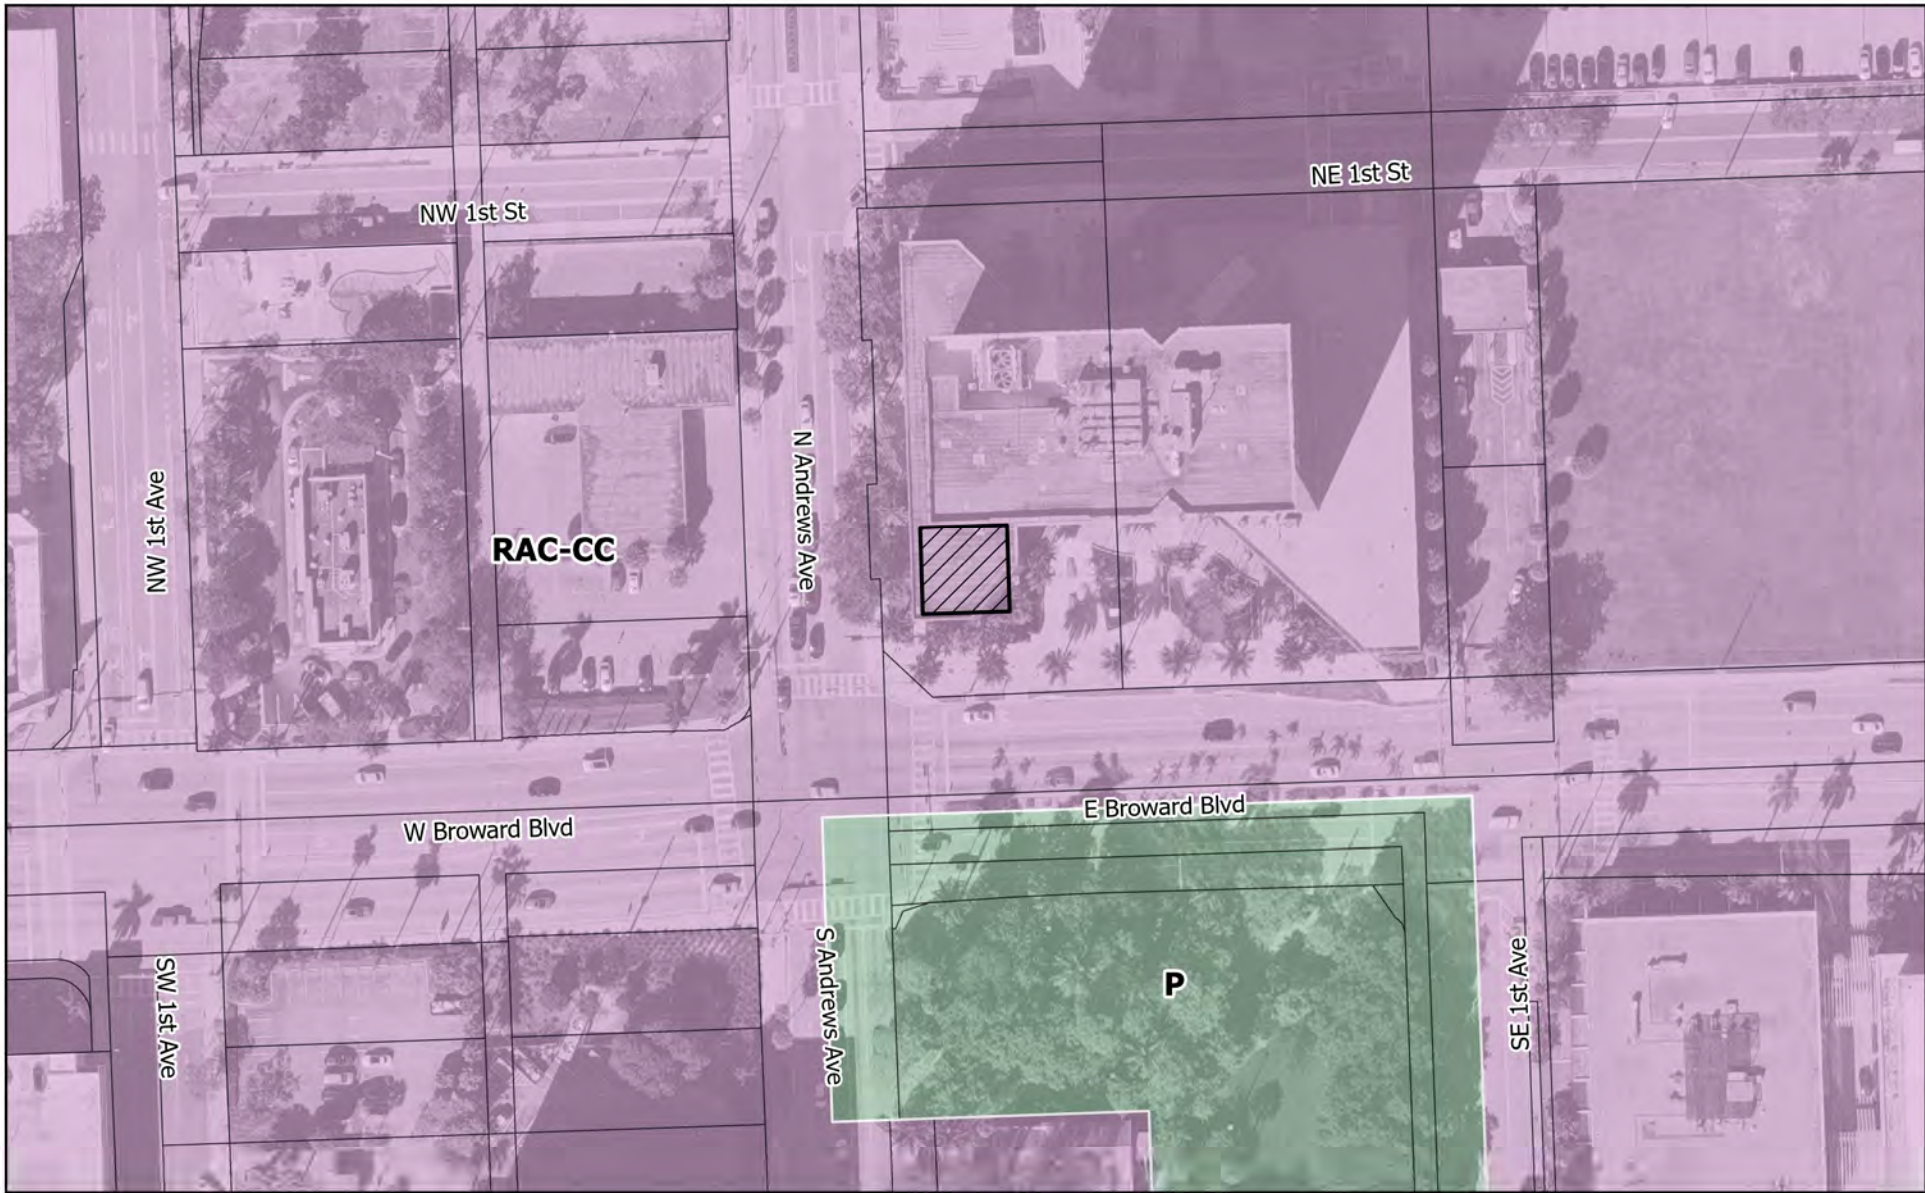 NE 1st St
NW 1st St
NW 1st Ave
N Andrews Ave
RAC-CC
E Broward Blvd
W Broward Blvd
S Andrews Ave
P
SE 1st Ave
SW 1st Ave